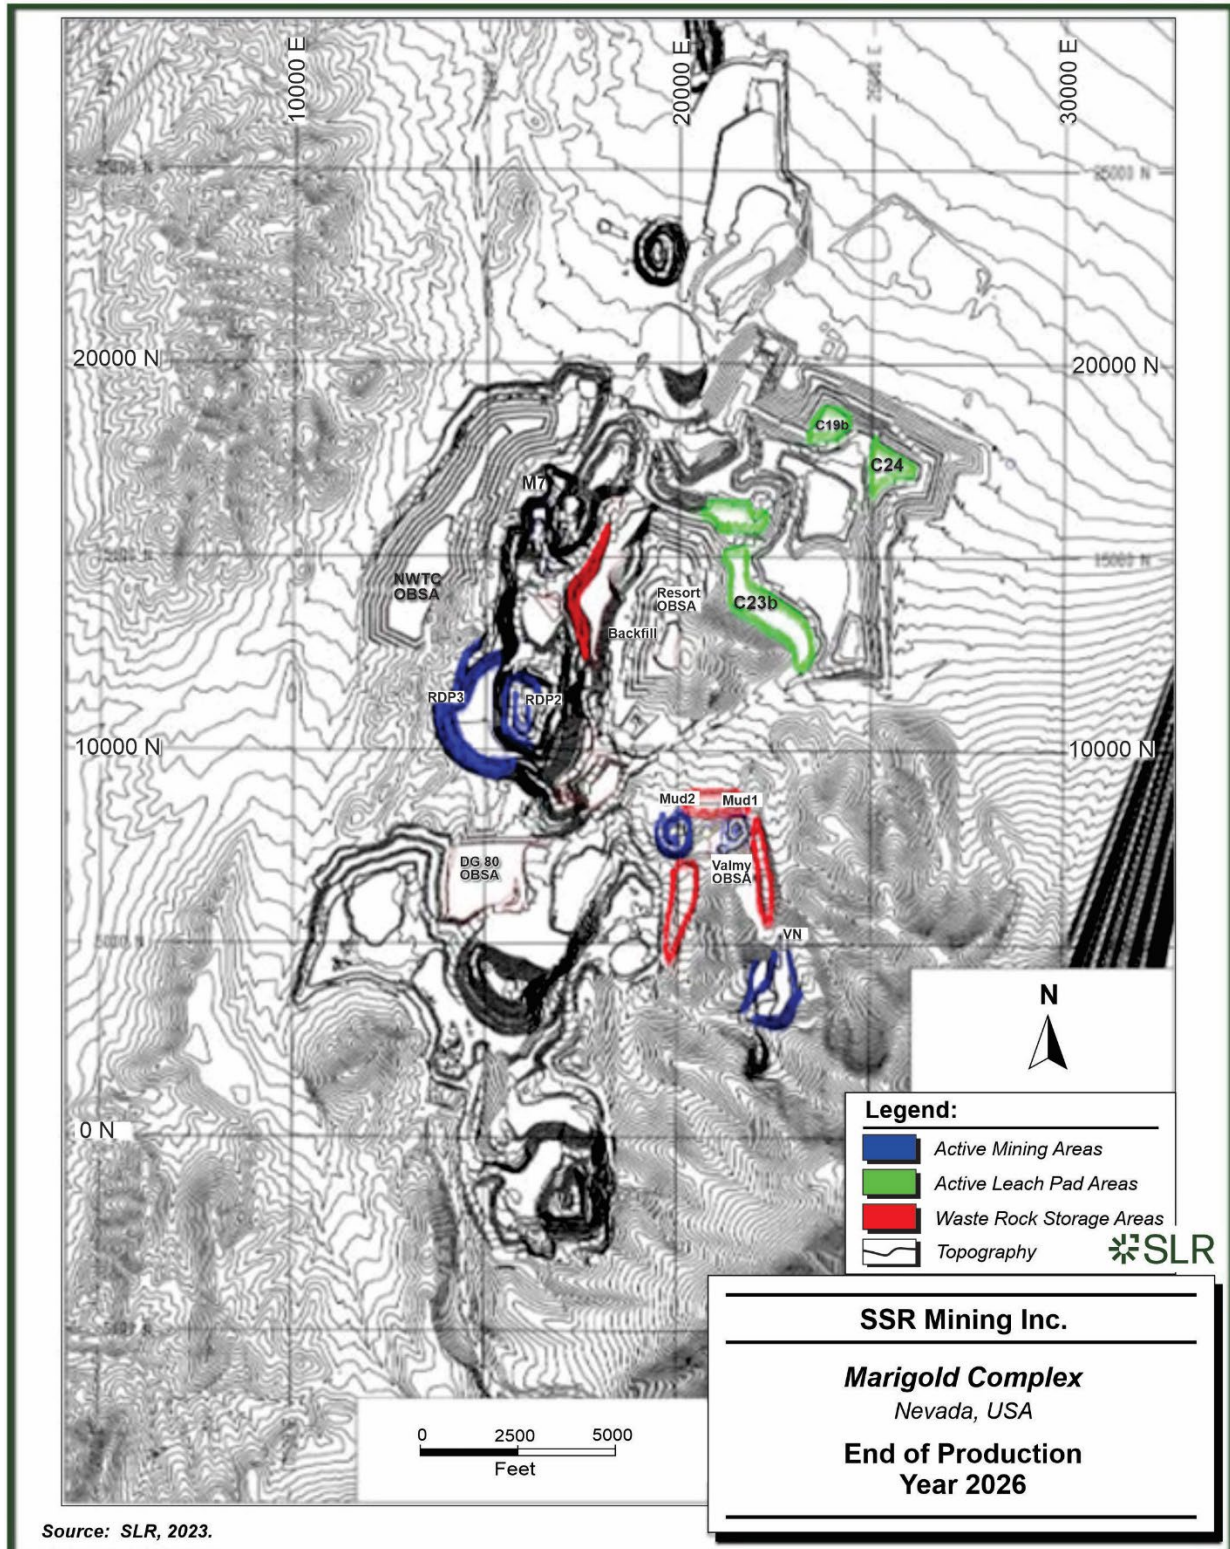 10000 E
20000 E
30000 E
25000 N
20000 N
20000 N
C19b
C24
M7
15000 N
NWTC
OBSA
Resort
OBSA
C23b
Backfill
RDP3
RDP2
10000 N
10000 N
Mud2
Mud1
DG 80
OBSA
Valmy
OBSA
VN
0 N
N
Legend:
Active Mining Areas
Active Leach Pad Areas
Waste Rock Storage Areas
Topography
SLR
SSR Mining Inc.
Marigold Complex
Nevada, USA
End of Production
Year 2026
0 2500 5000
Feet
Source: SLR, 2023.